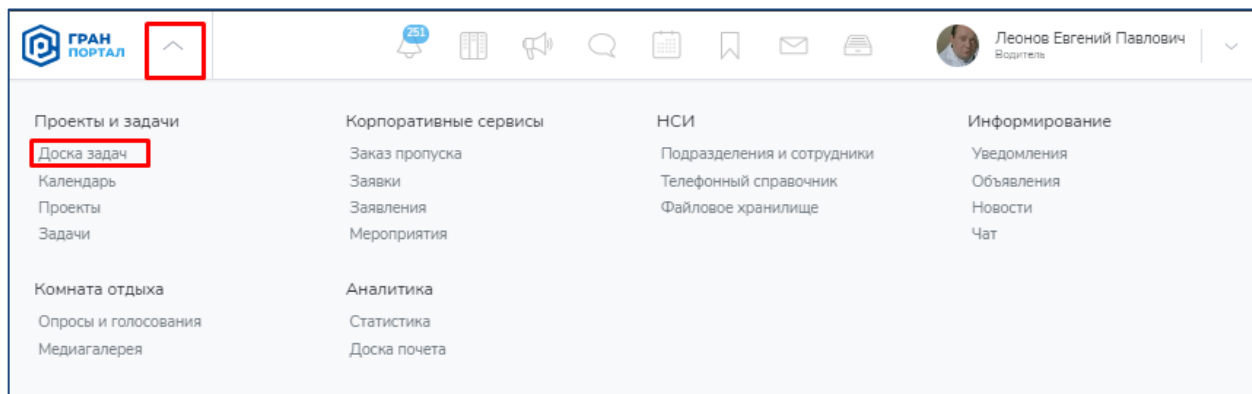 ГРАН
ПОРТАЛ
251
Леонов Евгений Павлович
Водитель
Проекты и задачи
Доска задач
Календарь
Проекты
Задачи
Корпоративные сервисы
Заказ пропуска
Заявки
Заявления
Мероприятия
НСИ
Подразделения и сотрудники
Телефонный справочник
Файловое хранилище
Информирование
Уведомления
Объявления
Новости
Чат
Комната отдыха
Опросы и голосования
Медиагалерея
Аналитика
Статистика
Доска почета